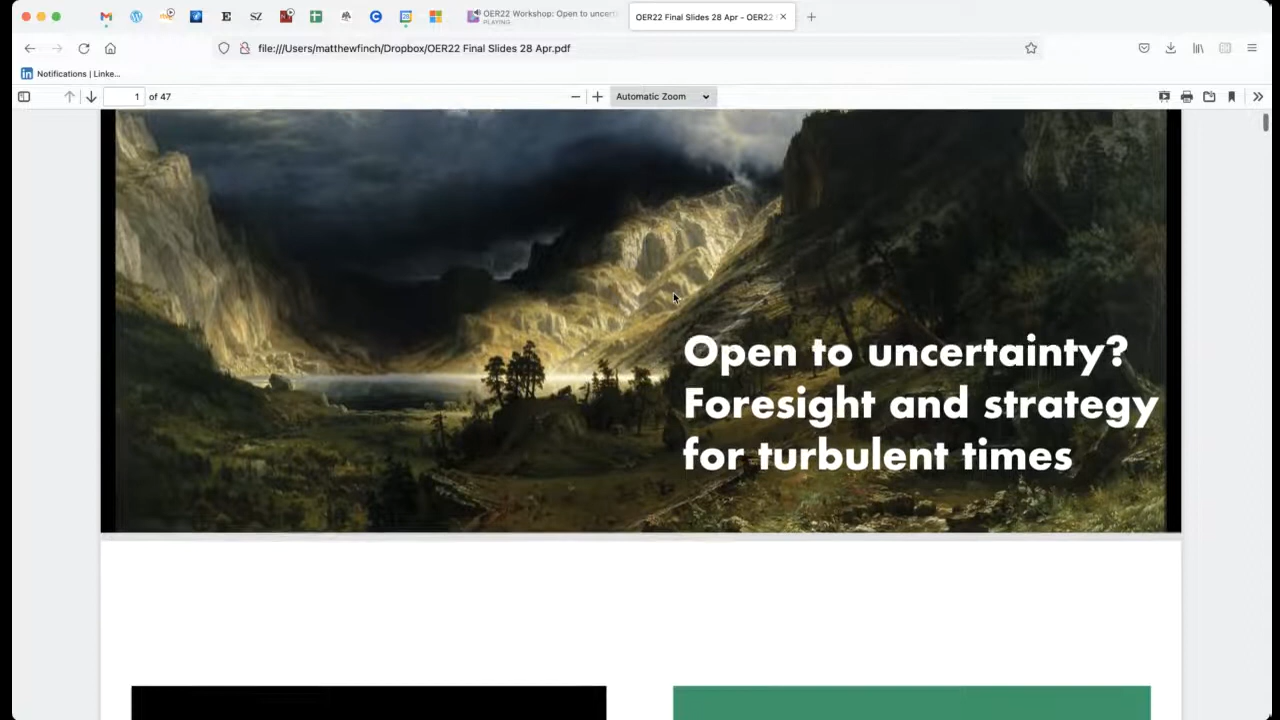 E
SZ
OER22 Workshop: Open to uncert
PLAYING
OER22 Final Slides 28 Apr - OER22
file:///Users/matthewfinch/Dropbox/OER22 Final Slides 28 Apr.pdf
in Notifications | Linke...
1 of 47
Automatic Zoom
Open to uncertainty?
Foresight and strategy
for turbulent times